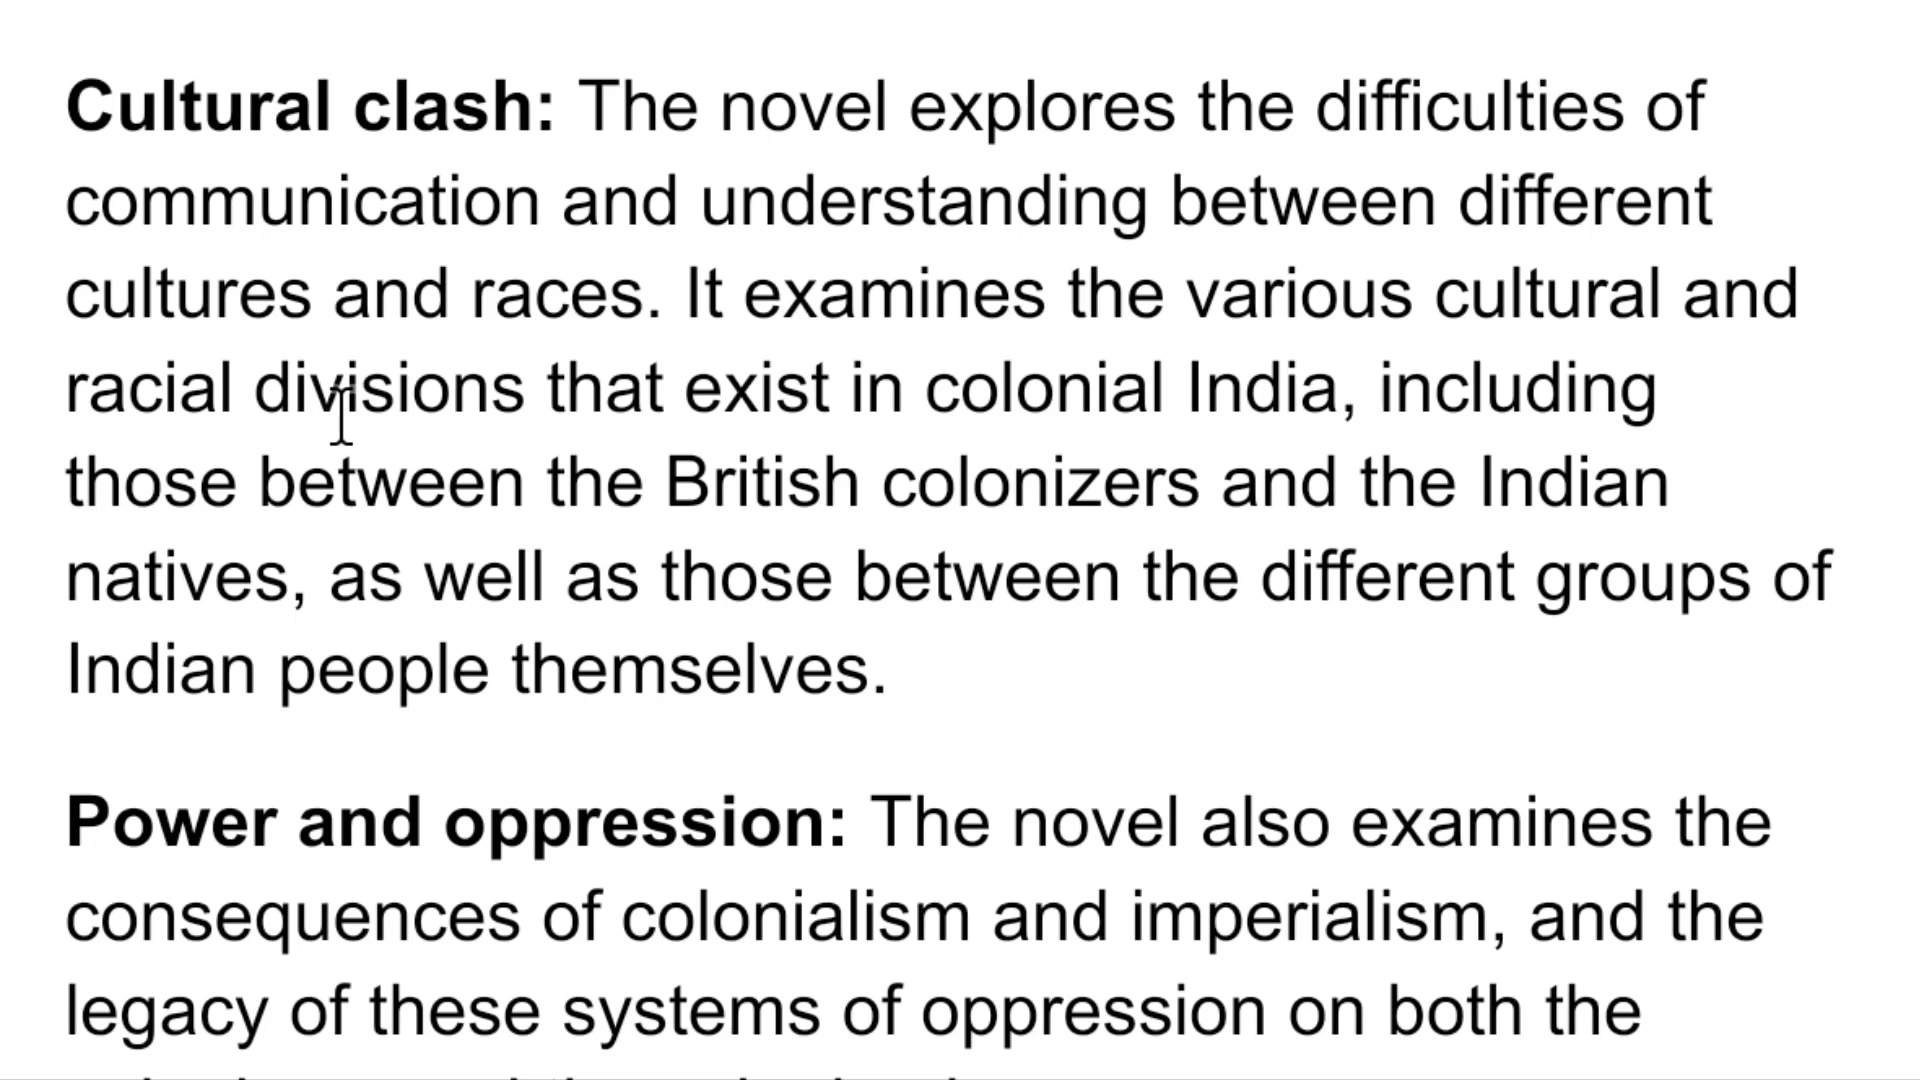 Cultural clash: The novel explores the difficulties of
communication and understanding between different
cultures and races. It examines the various cultural and
racial divisions that exist in colonial India, including
those between the British colonizers and the Indian
natives, as well as those between the different groups of
Indian people themselves.
Power and oppression: The novel also examines the
consequences of colonialism and imperialism, and the
legacy of these systems of oppression on both the